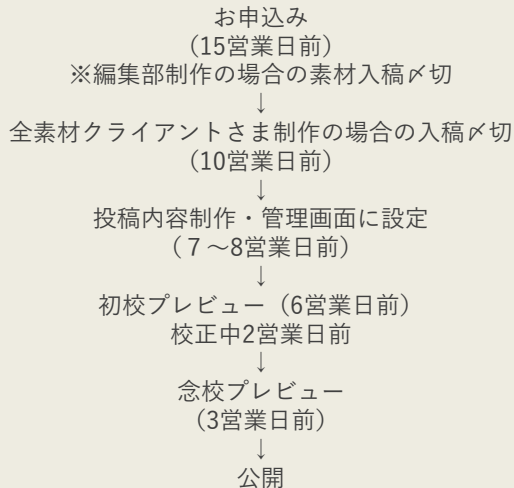 お申込み
（15営業日前）
※編集部制作の場合の素材入稿〆切
↓
全素材クライアントさま制作の場合の入稿〆切
（10営業日前）
↓
投稿内容制作・管理画面に設定
（７～8営業日前）
↓
初校プレビュー（6営業日前）
校正中2営業日前
↓
念校プレビュー
（3営業日前）
↓
公開